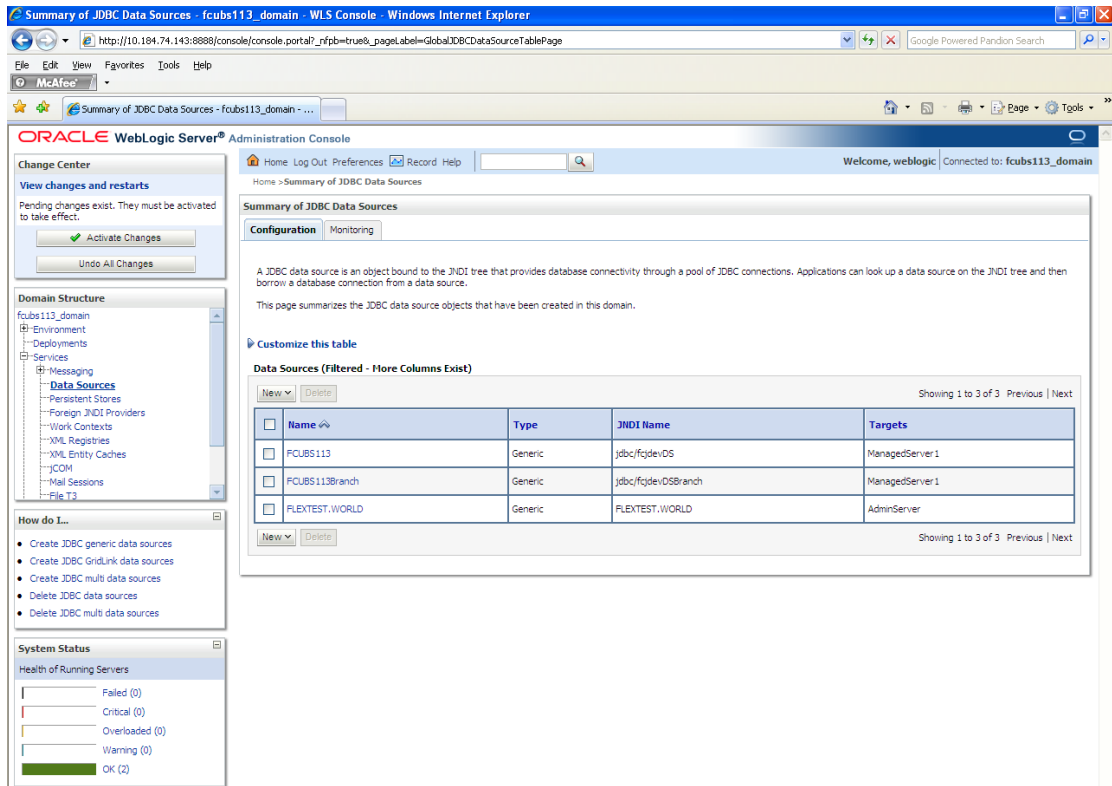 Summary of JDBC Data Sources - fcubs113_domain - WLS Console - Windows Internet Explorer
http://10.184.74.143:8888/console/console.portal?_nfpb=true&_pageLabel=GlobalJDBCDataSourceTablePage
Google Powered Pandion Search
File Edit View Favorites Tools Help
McAfee
Summary of JDBC Data Sources - fcubs113_domain - ...
Page Tools
ORACLE WebLogic Server® Administration Console
Change Center
View changes and restarts
Pending changes exist. They must be activated
to take effect.
Activate Changes
Undo All Changes
Domain Structure
fcubs113_domain
Environment
Deployments
Services
Messaging
Data Sources
Persistent Stores
Foreign JNDI Providers
Work Contexts
XML Registries
XML Entity Caches
jCOM
Mail Sessions
File T3
How do I...
Create JDBC generic data sources
Create JDBC GridLink data sources
Create JDBC multi data sources
Delete JDBC data sources
Delete JDBC multi data sources
System Status
Health of Running Servers
Failed (0)
Critical (0)
Overloaded (0)
Warning (0)
OK (2)
Home Log Out Preferences Record Help
Welcome, weblogic Connected to: fcubs113_domain
Home >Summary of JDBC Data Sources
Summary of JDBC Data Sources
Configuration Monitoring
A JDBC data source is an object bound to the JNDI tree that provides database connectivity through a pool of JDBC connections. Applications can look up a data source on the JNDI tree and then
borrow a database connection from a data source.
This page summarizes the JDBC data source objects that have been created in this domain.
Customize this table
Data Sources (Filtered - More Columns Exist)
New Delete Showing 1 to 3 of 3 Previous | Next
Name Type JNDI Name Targets
FCUBS113 Generic jdbc/fcjdevDS ManagedServer1
FCUBS113Branch Generic jdbc/fcjdevDSBranch ManagedServer1
FLEXTEST.WORLD Generic FLEXTEST.WORLD AdminServer
New Delete Showing 1 to 3 of 3 Previous | Next